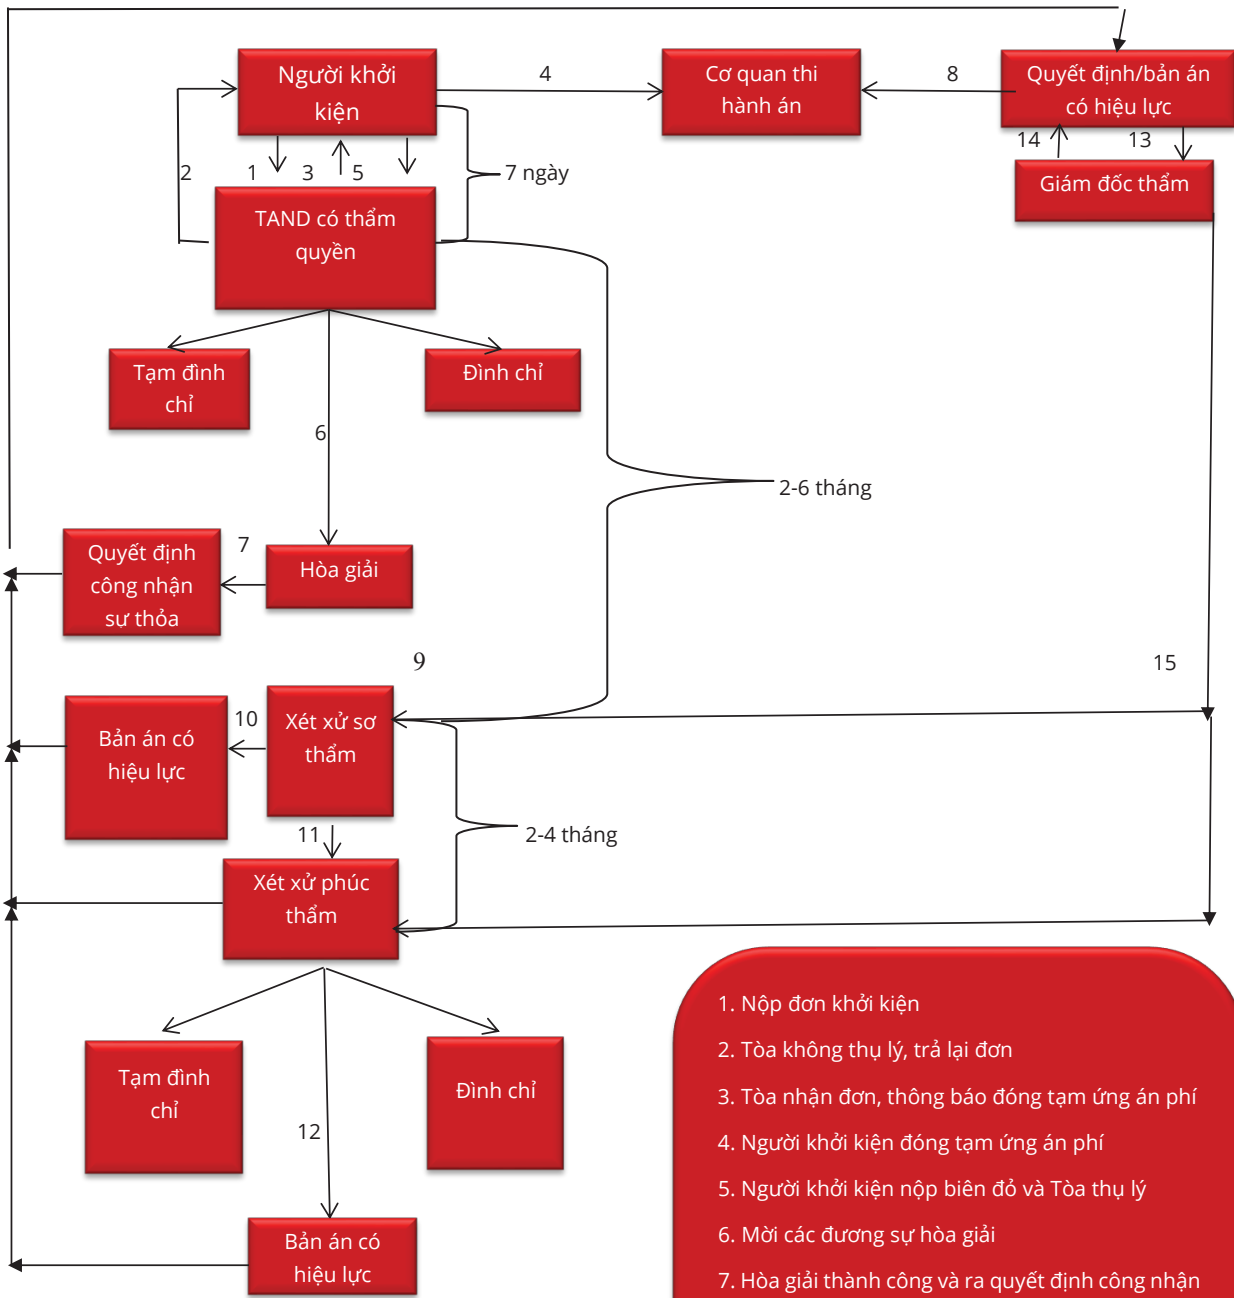 Người khởi
kiện
4
Cơ quan thi
hành án
8
Quyết định/bản án
có hiệu lực
14
13
Giám đốc thẩm
2
1
3
5
7 ngày
TAND có thẩm
quyền
Tạm đình
chỉ
Đình chỉ
6
2-6 tháng
Quyết định
công nhận
sự thỏa
7
Hòa giải
9
15
Bản án có
hiệu lực
10
Xét xử sơ
thẩm
11
2-4 tháng
Xét xử phúc
thẩm
Tạm đình
chỉ
12
Đình chỉ
Bản án có
hiệu lực
1. Nộp đơn khởi kiện
2. Tòa không thụ lý, trả lại đơn
3. Tòa nhận đơn, thông báo đóng tạm ứng án phí
4. Người khởi kiện đóng tạm ứng án phí
5. Người khởi kiện nộp biên đỏ và Tòa thụ lý
6. Mời các đương sự hòa giải
7. Hòa giải thành công và ra quyết định công nhận